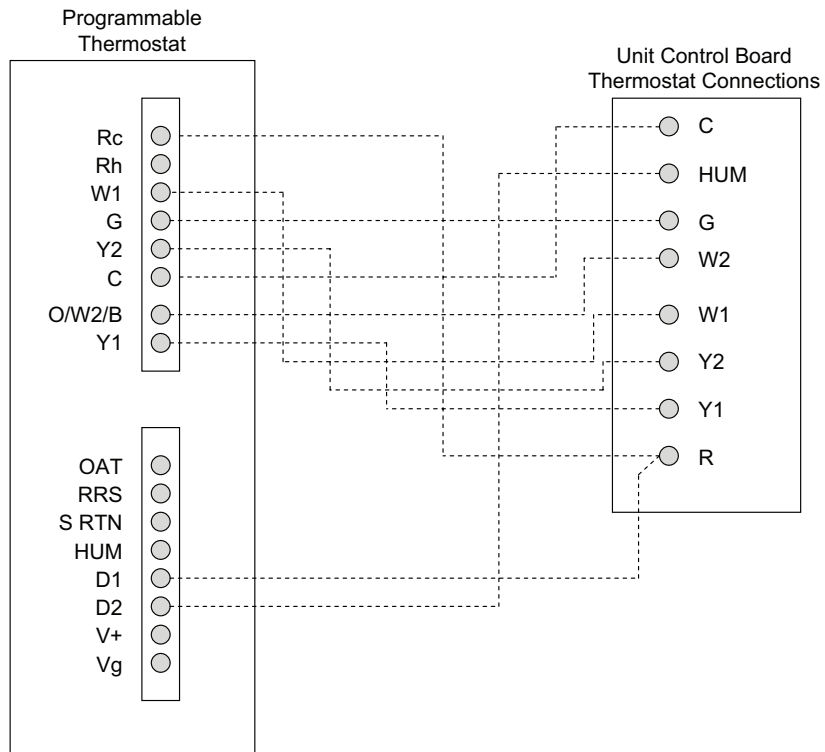 Programmable
Thermostat
Rc
Rh
W1
G
Y2
C
O/W2/B
Y1
OAT
RRS
S RTN
HUM
D1
D2
V+
Vg
Unit Control Board
Thermostat Connections
C
HUM
G
W2
W1
Y2
Y1
R